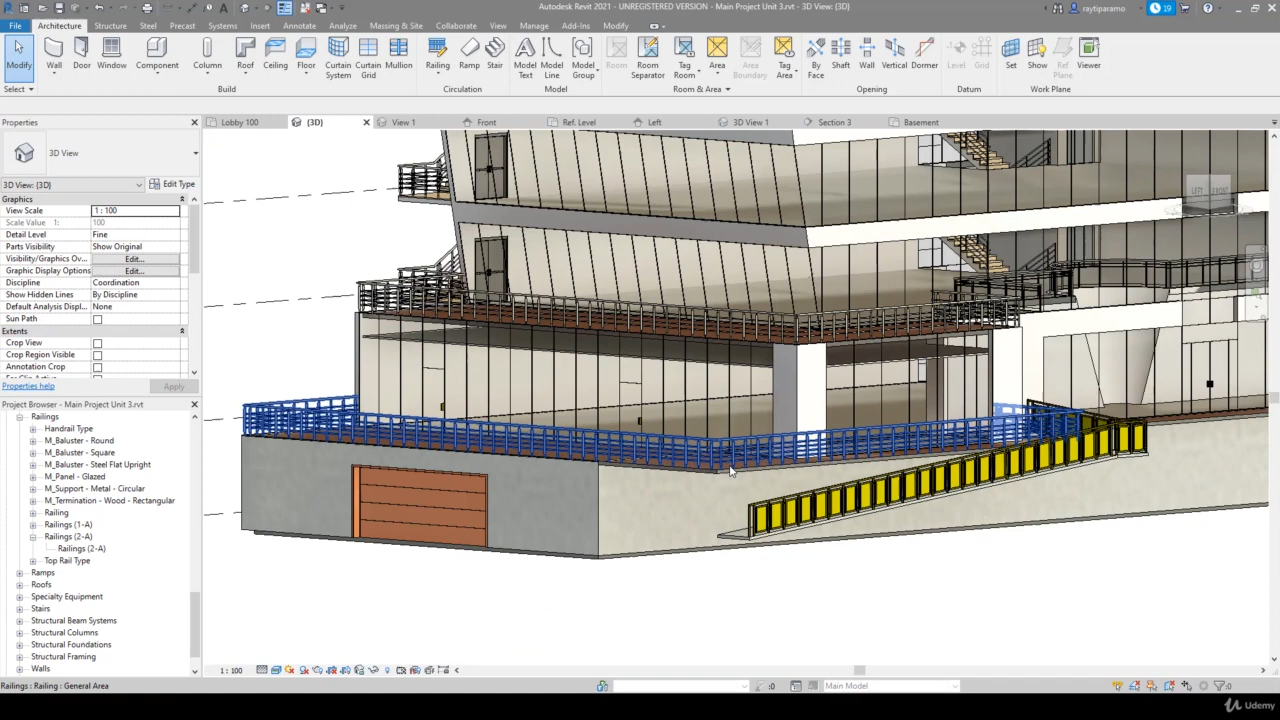 Autodesk Revit 2021 - UNREGISTERED VERSION - Main Project Unit 3.rvt - 3D View: {3D}
raytiparamo
19
File Architecture Structure Steel Precast Systems Insert Annotate Analyze Massing & Site Collaborate View Manage Add-Ins Modify
Modify Wall Door Window Component Column Roof Ceiling Floor Curtain System Curtain Grid Mullion Railing Ramp Stair Model Text Model Line Model Group Room Room Separator Tag Room Area Area Boundary Tag Area By Face Shaft Wall Vertical Dormer Level Grid Set Show Ref Plane Viewer
Select Build Circulation Model Room & Area Opening Datum Work Plane
Properties
Lobby 100 {3D} View 1 Front Ref. Level Left 3D View 1 Section 3 Basement
3D View
3D View: {3D} Edit Type
Graphics
View Scale 1 : 100
Scale Value 1: 100
Detail Level Fine
Parts Visibility Show Original
Visibility/Graphics Ov... Edit...
Graphic Display Options Edit...
Discipline Coordination
Show Hidden Lines By Discipline
Default Analysis Displ... None
Sun Path
Extents
Crop View
Crop Region Visible
Annotation Crop
Properties help Apply
Project Browser - Main Project Unit 3.rvt
Railings
Handrail Type
M_Baluster - Round
M_Baluster - Square
M_Baluster - Steel Flat Upright
M_Panel - Glazed
M_Support - Metal - Circular
M_Termination - Wood - Rectangular
Railing
Railings (1-A)
Railings (2-A)
Railings (2-A)
Top Rail Type
Ramps
Roofs
Specialty Equipment
Stairs
Structural Beam Systems
Structural Columns
Structural Foundations
Structural Framing
Walls
LEFT FRONT
1 : 100
Railings : Railing : General Area
:0
Main Model
:0
Udemy